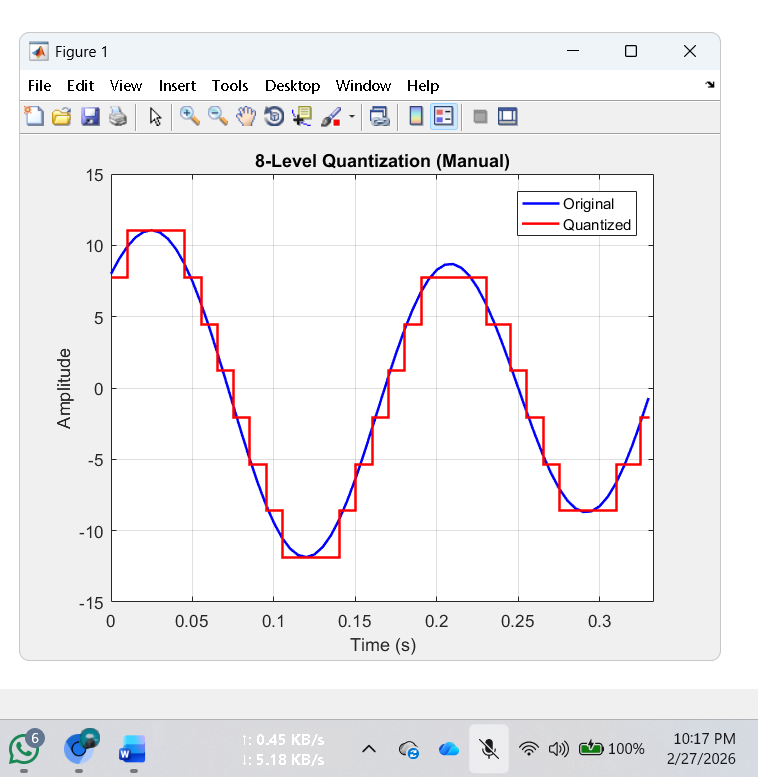 Figure 1
File Edit View Insert Tools Desktop Window Help
8-Level Quantization (Manual)
15
10
5
0
-5
-10
-15
Amplitude
Original
Quantized
0 0.05 0.1 0.15 0.2 0.25 0.3
Time (s)
6
W
↑: 0.45 KB/s
↓: 5.18 KB/s
100%
10:17 PM
2/27/2026